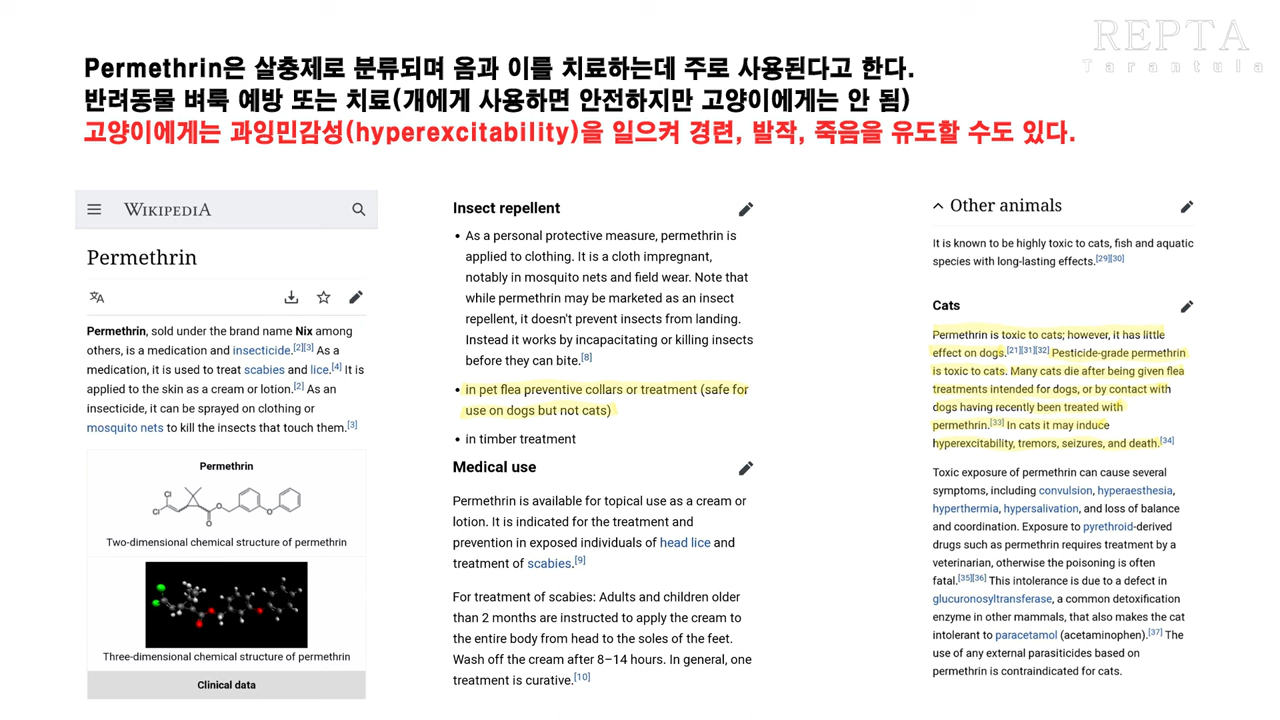 REPTA
Tarantula
Permethrin은 살충제로 분류되며 옴과 이를 치료하는데 주로 사용된다고 한다.
반려동물 벼룩 예방 또는 치료(개에게 사용하면 안전하지만 고양이에게는 안 됨)
고양이에게는 과잉민감성(hyperexcitability)을 일으켜 경련, 발작, 죽음을 유도할 수도 있다.
WIKIPEDIA
Permethrin
Permethrin, sold under the brand name Nix among
others, is a medication and insecticide.[2][3] As a
medication, it is used to treat scabies and lice.[4] It is
applied to the skin as a cream or lotion.[2] As an
insecticide, it can be sprayed on clothing or
mosquito nets to kill the insects that touch them.[3]
Permethrin
Cl
Cl
O
O
O
Two-dimensional chemical structure of permethrin
Three-dimensional chemical structure of permethrin
Clinical data
Insect repellent
• As a personal protective measure, permethrin is
applied to clothing. It is a cloth impregnant,
notably in mosquito nets and field wear. Note that
while permethrin may be marketed as an insect
repellent, it doesn't prevent insects from landing.
Instead it works by incapacitating or killing insects
before they can bite.[8]
• in pet flea preventive collars or treatment (safe for
use on dogs but not cats)
• in timber treatment
Medical use
Permethrin is available for topical use as a cream or
lotion. It is indicated for the treatment and
prevention in exposed individuals of head lice and
treatment of scabies.[9]
For treatment of scabies: Adults and children older
than 2 months are instructed to apply the cream to
the entire body from head to the soles of the feet.
Wash off the cream after 8–14 hours. In general, one
treatment is curative.[10]
Other animals
It is known to be highly toxic to cats, fish and aquatic
species with long-lasting effects.[29][30]
Cats
Permethrin is toxic to cats; however, it has little
effect on dogs.[21][31][32] Pesticide-grade permethrin
is toxic to cats. Many cats die after being given flea
treatments intended for dogs, or by contact with
dogs having recently been treated with
permethrin.[33] In cats it may induce
hyperexcitability, tremors, seizures, and death.[34]
Toxic exposure of permethrin can cause several
symptoms, including convulsion, hyperaesthesia,
hyperthermia, hypersalivation, and loss of balance
and coordination. Exposure to pyrethroid-derived
drugs such as permethrin requires treatment by a
veterinarian, otherwise the poisoning is often
fatal.[35][36] This intolerance is due to a defect in
glucuronosyltransferase, a common detoxification
enzyme in other mammals, that also makes the cat
intolerant to paracetamol (acetaminophen).[37] The
use of any external parasiticides based on
permethrin is contraindicated for cats.